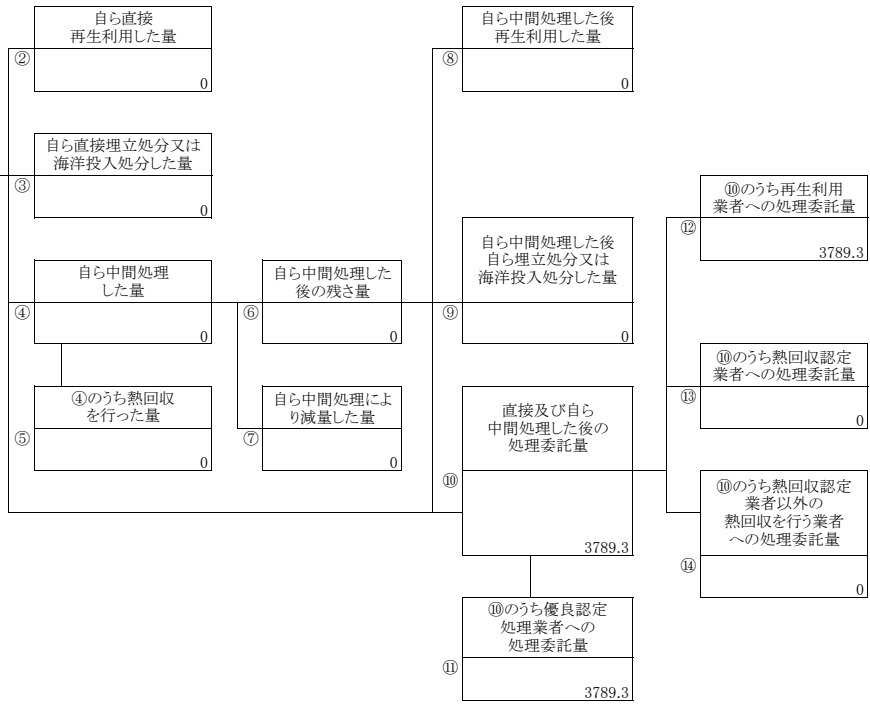 自ら直接
再生利用した量
②
0
自ら中間処理した後
再生利用した量
⑧
0
自ら直接埋立処分又は
海洋投入処分した量
③
0
⑩のうち再生利用
業者への処理委託量
⑫
3789.3
自ら中間処理
した量
④
0
自ら中間処理した
後の残さ量
⑥
0
自ら中間処理した後
自ら埋立処分又は
海洋投入処分した量
⑨
0
⑩のうち熱回収認定
業者への処理委託量
⑬
0
④のうち熱回収
を行った量
⑤
0
自ら中間処理によ
り減量した量
⑦
0
直接及び自ら
中間処理した後の
処理委託量
⑩
3789.3
⑩のうち熱回収認定
業者以外の
熱回収を行う業者
への処理委託量
⑭
0
⑩のうち優良認定
処理業者への
処理委託量
⑪
3789.3